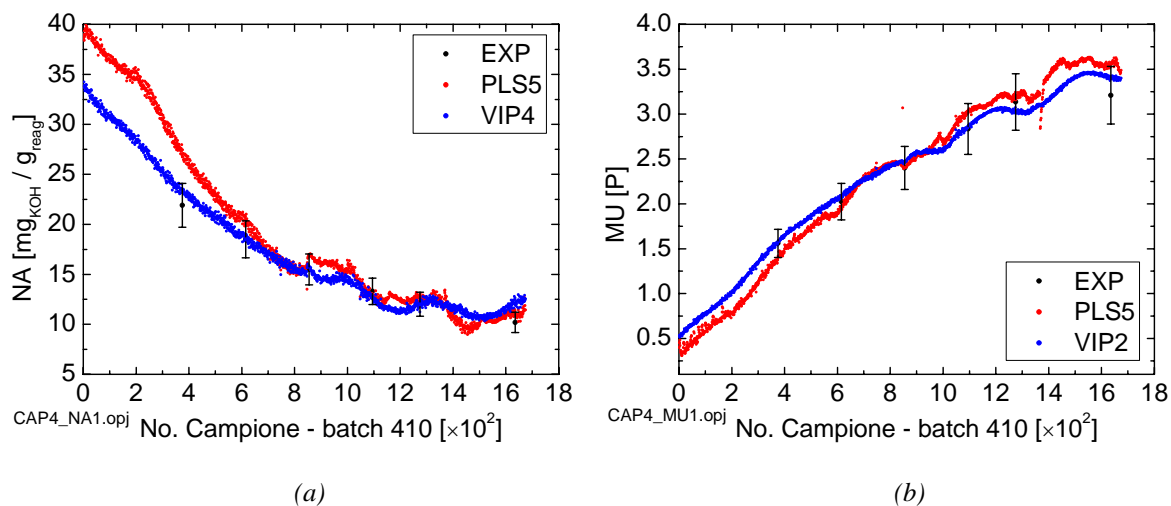 40
35
30
25
20
15
10
5
NA [mg_KOH / g_reag]
EXP
PLS5
VIP4
0 2 4 6 8 10 12 14 16 18
CAP4_NA1.opj
No. Campione - batch 410 [×10²]
(a)
4.0
3.5
3.0
2.5
2.0
1.5
1.0
0.5
MU [P]
EXP
PLS5
VIP2
0 2 4 6 8 10 12 14 16 18
CAP4_MU1.opj
No. Campione - batch 410 [×10²]
(b)